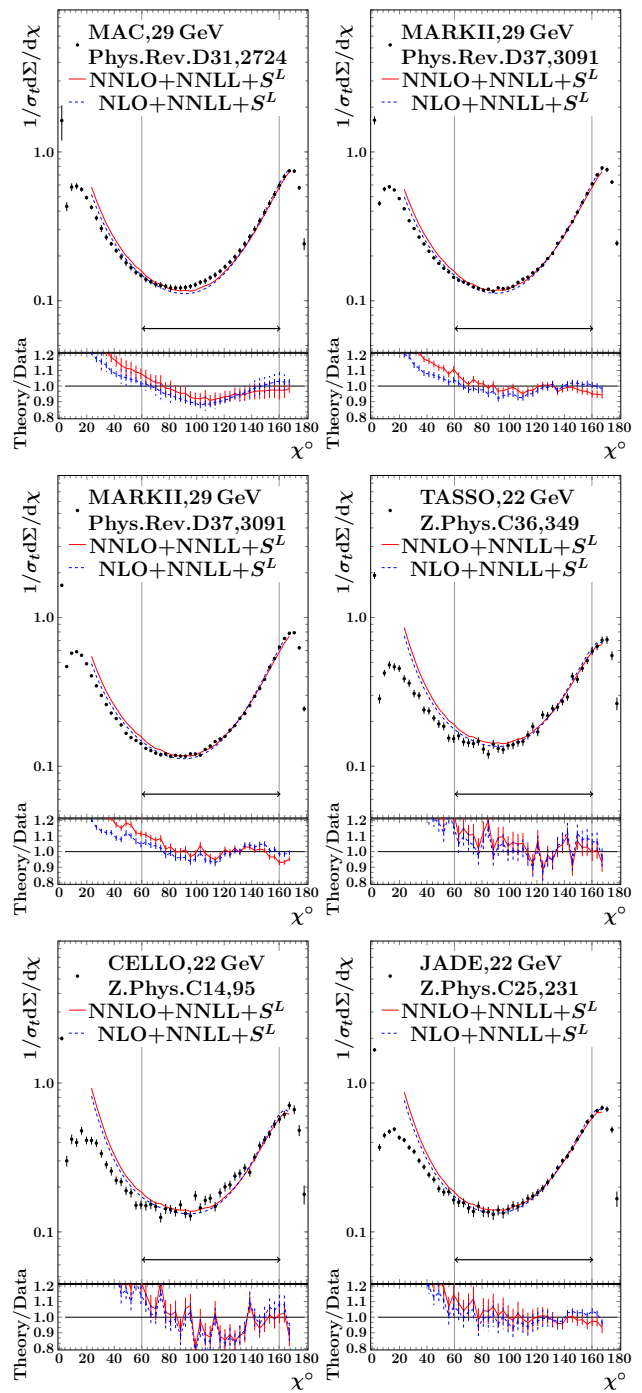 MAC,29 GeV
Phys.Rev.D31,2724
NNLO+NNLL+S^L
NLO+NNLL+S^L
1/σ_t dΣ/dχ
1.0
0.1
Theory/Data
1.2
1.1
1.0
0.9
0.8
0 20 40 60 80 100 120 140 160 180
χ°
MARKII,29 GeV
Phys.Rev.D37,3091
NNLO+NNLL+S^L
NLO+NNLL+S^L
1/σ_t dΣ/dχ
1.0
0.1
Theory/Data
1.2
1.1
1.0
0.9
0.8
0 20 40 60 80 100 120 140 160 180
χ°
MARKII,29 GeV
Phys.Rev.D37,3091
NNLO+NNLL+S^L
NLO+NNLL+S^L
1/σ_t dΣ/dχ
1.0
0.1
Theory/Data
1.2
1.1
1.0
0.9
0.8
0 20 40 60 80 100 120 140 160 180
χ°
TASSO,22 GeV
Z.Phys.C36,349
NNLO+NNLL+S^L
NLO+NNLL+S^L
1/σ_t dΣ/dχ
1.0
0.1
Theory/Data
1.2
1.1
1.0
0.9
0.8
0 20 40 60 80 100 120 140 160 180
χ°
CELLO,22 GeV
Z.Phys.C14,95
NNLO+NNLL+S^L
NLO+NNLL+S^L
1/σ_t dΣ/dχ
1.0
0.1
Theory/Data
1.2
1.1
1.0
0.9
0.8
0 20 40 60 80 100 120 140 160 180
χ°
JADE,22 GeV
Z.Phys.C25,231
NNLO+NNLL+S^L
NLO+NNLL+S^L
1/σ_t dΣ/dχ
1.0
0.1
Theory/Data
1.2
1.1
1.0
0.9
0.8
0 20 40 60 80 100 120 140 160 180
χ°